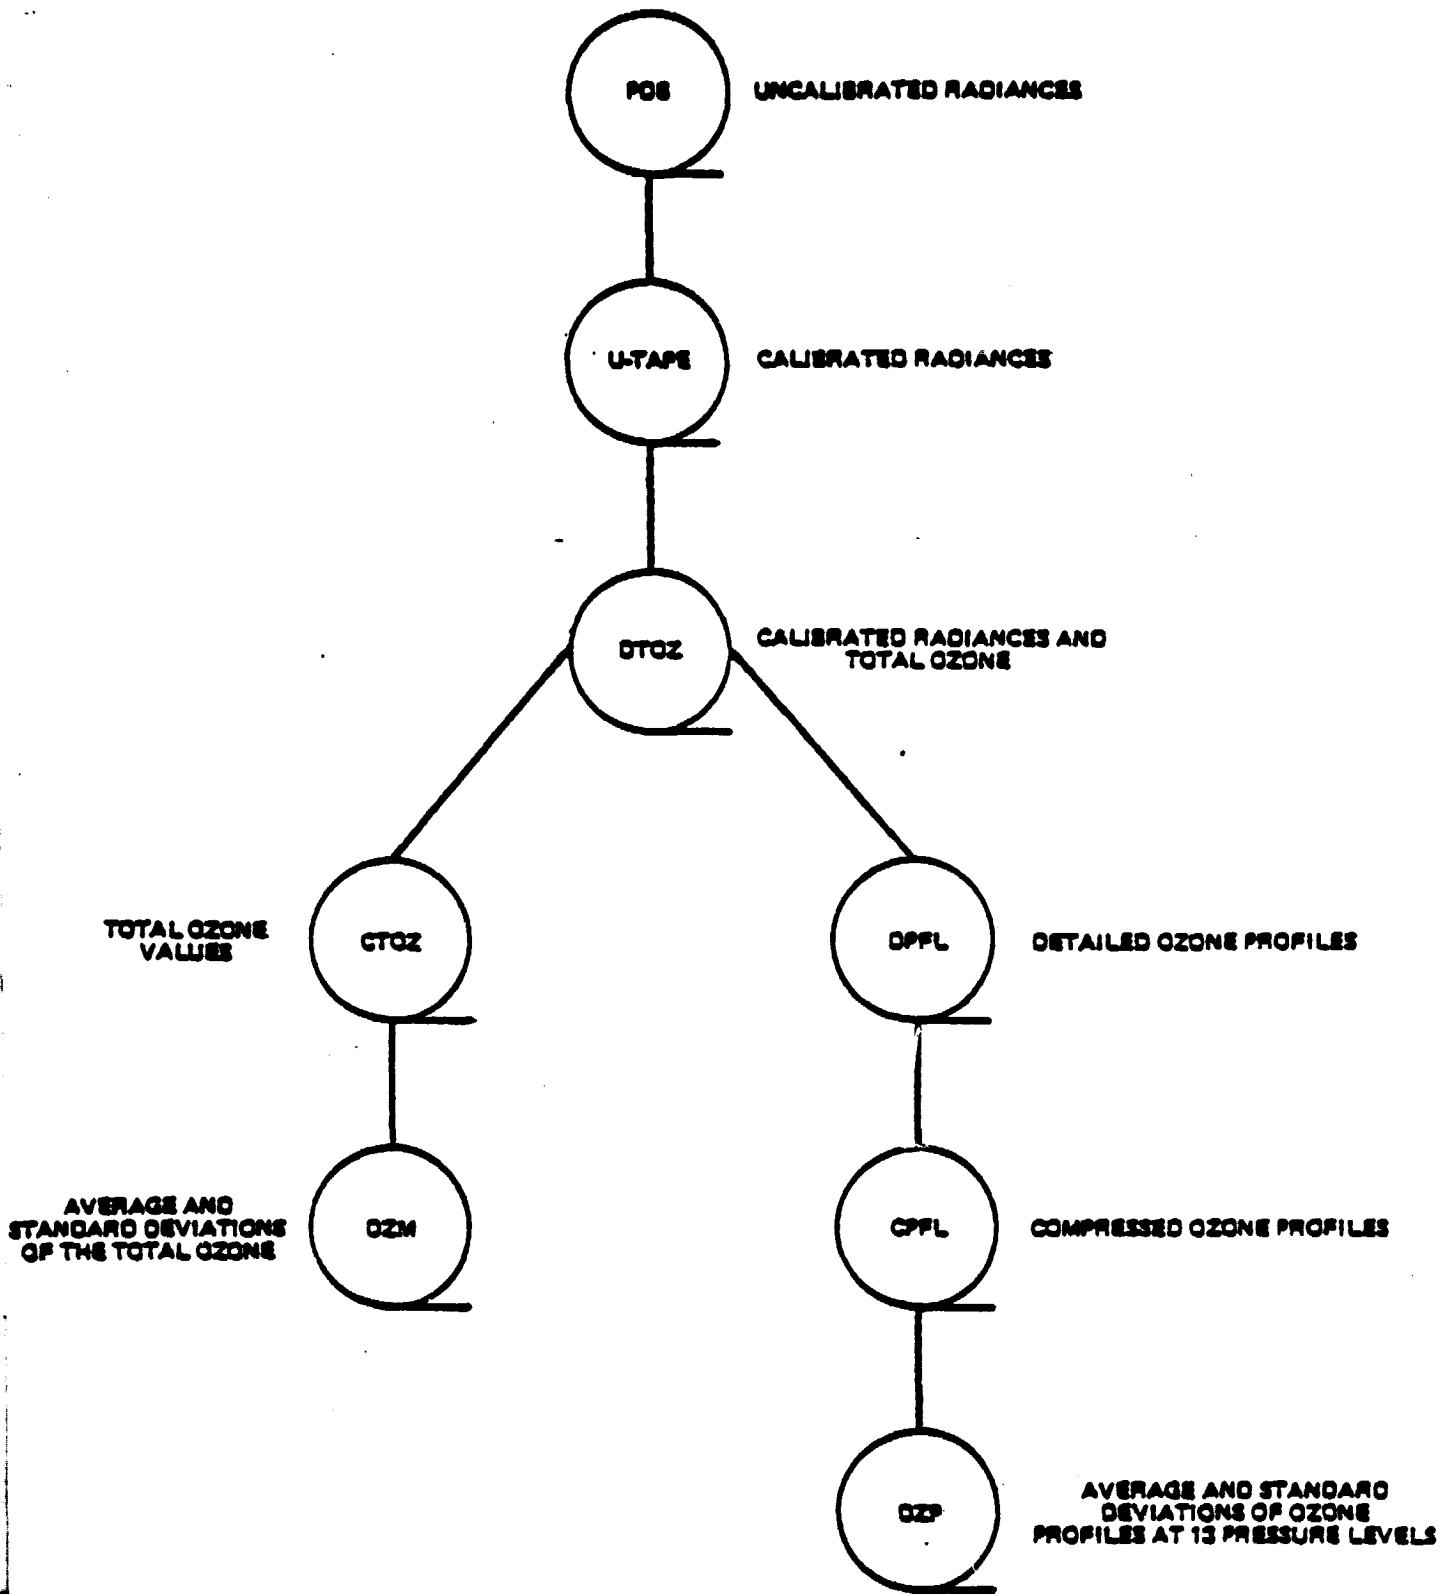 PDB
UNCALIBRATED RADIANCES
U-TAPE
CALIBRATED RADIANCES
DTOZ
CALIBRATED RADIANCES AND
TOTAL OZONE
TOTAL OZONE
VALUES
CTOZ
DPFL
DETAILED OZONE PROFILES
AVERAGE AND
STANDARD DEVIATIONS
OF THE TOTAL OZONE
OZM
CPFL
COMPRESSED OZONE PROFILES
OZP
AVERAGE AND STANDARD
DEVIATIONS OF OZONE
PROFILES AT 13 PRESSURE LEVELS